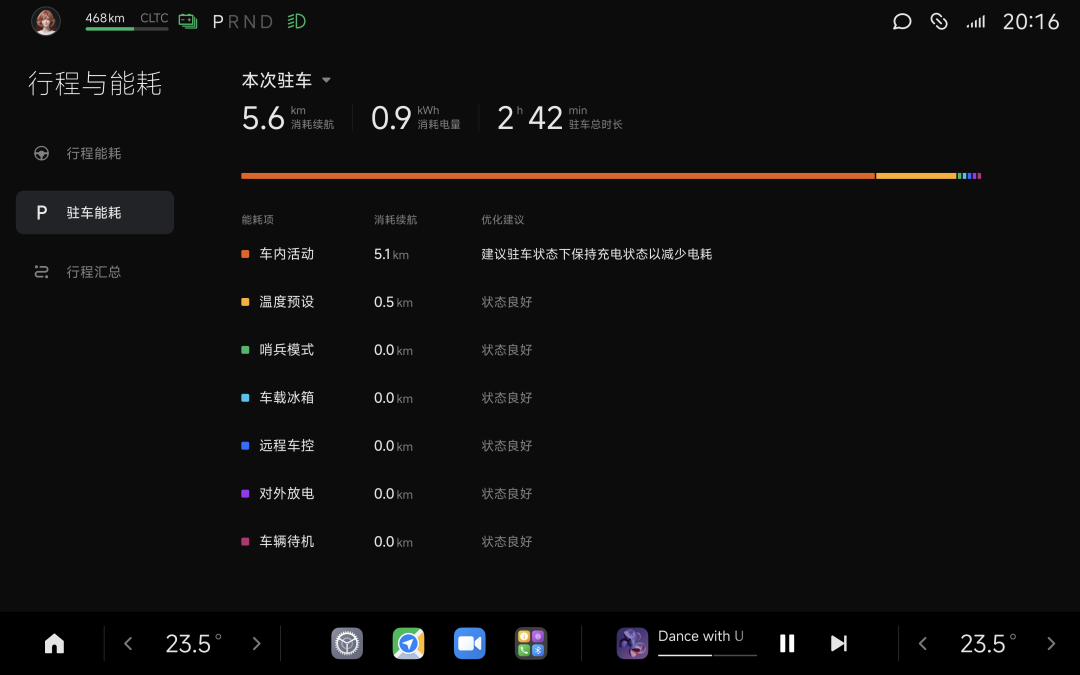 468km CLTC P R N D 20:16
行程与能耗
行程能耗
P 驻车能耗
行程汇总
本次驻车
5.6 km 消耗续航 0.9 kWh 消耗电量 2 h 42 min 驻车总时长
能耗项 消耗续航 优化建议
车内活动 5.1 km 建议驻车状态下保持充电状态以减少电耗
温度预设 0.5 km 状态良好
哨兵模式 0.0 km 状态良好
车载冰箱 0.0 km 状态良好
远程车控 0.0 km 状态良好
对外放电 0.0 km 状态良好
车辆待机 0.0 km 状态良好
23.5° Dance with U 23.5°